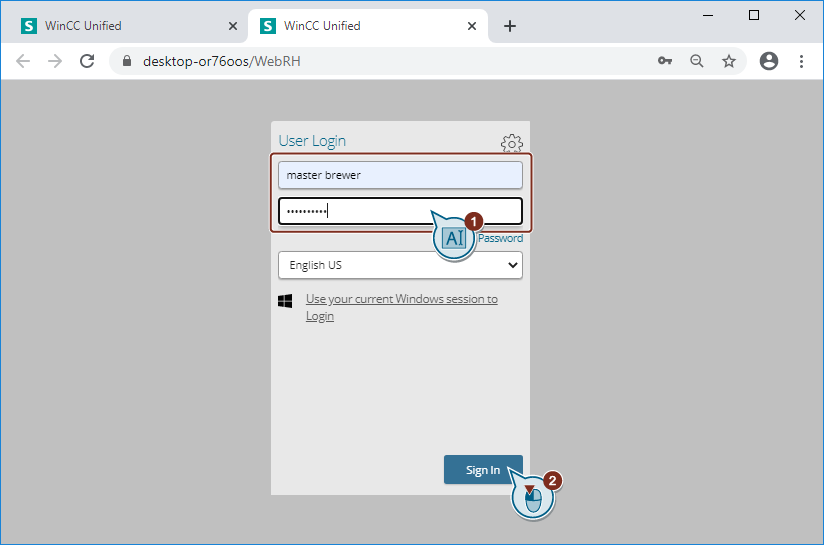 S WinCC Unified
S WinCC Unified
desktop-or76oos/WebRH
User Login
master brewer
1
AI
Password
English US
Use your current Windows session to
Login
Sign In
2